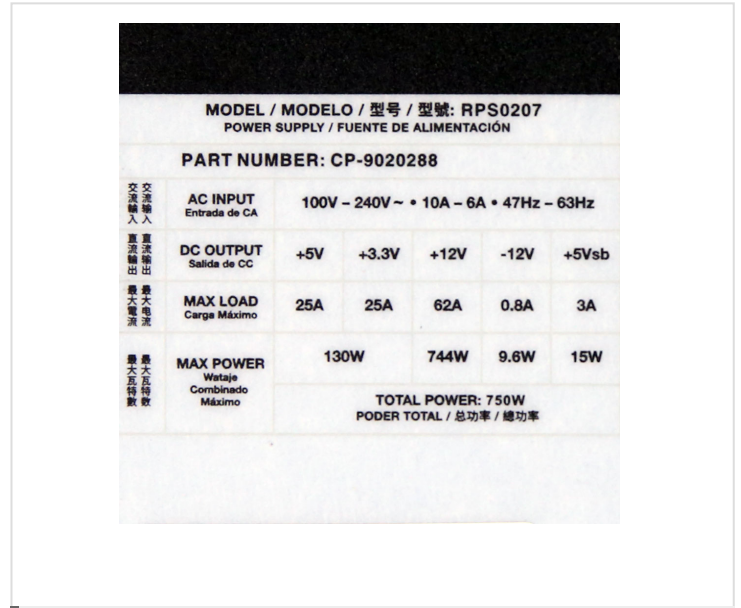 MODEL / MODELO / 型号 / 型號: RPS0207
POWER SUPPLY / FUENTE DE ALIMENTACIÓN
PART NUMBER: CP-9020288
交流輸入 交流输入 AC INPUT Entrada de CA 100V – 240V ~ • 10A – 6A • 47Hz – 63Hz
直流輸出 直流输出 DC OUTPUT Salida de CC +5V +3.3V +12V -12V +5Vsb
最大電流 最大电流 MAX LOAD Carga Máximo 25A 25A 62A 0.8A 3A
最大瓦特數 最大瓦特数 MAX POWER Wataje Combinado Máximo 130W 744W 9.6W 15W
TOTAL POWER: 750W
PODER TOTAL / 总功率 / 總功率